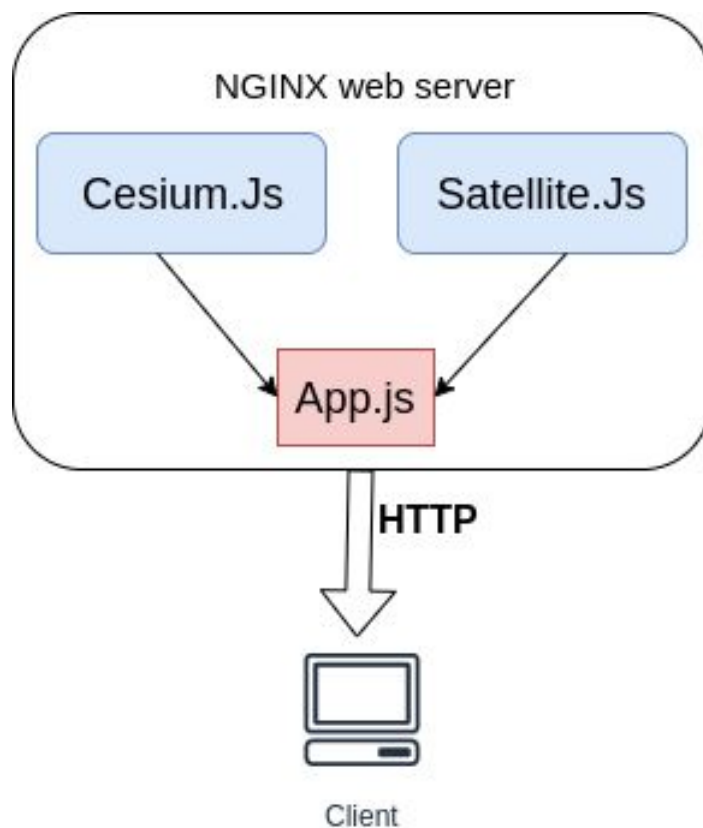 NGINX web server
Cesium.Js
Satellite.Js
App.js
HTTP
Client